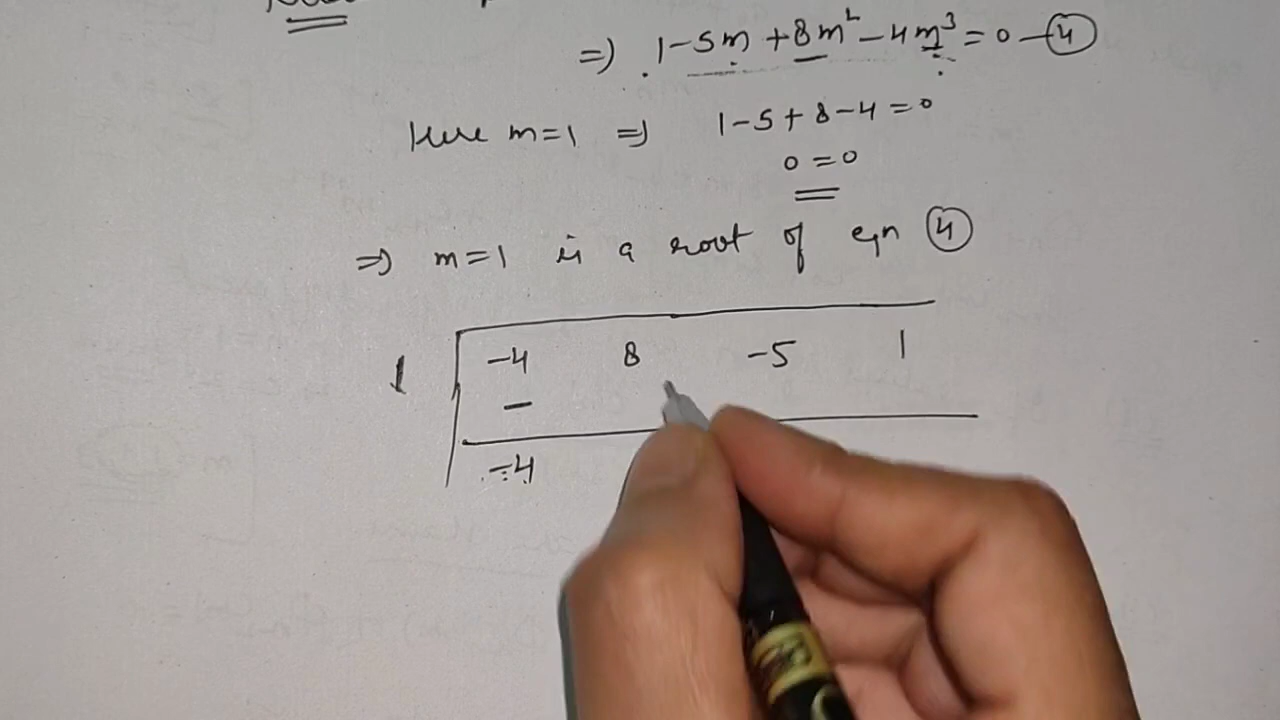 =) 1-5m+8m²-4m³=0-④
Here m=1 =) 1-5+8-4=0
0=0
=) m=1 is a root of eqn ④
1 -4 8 -5 1
-
-4